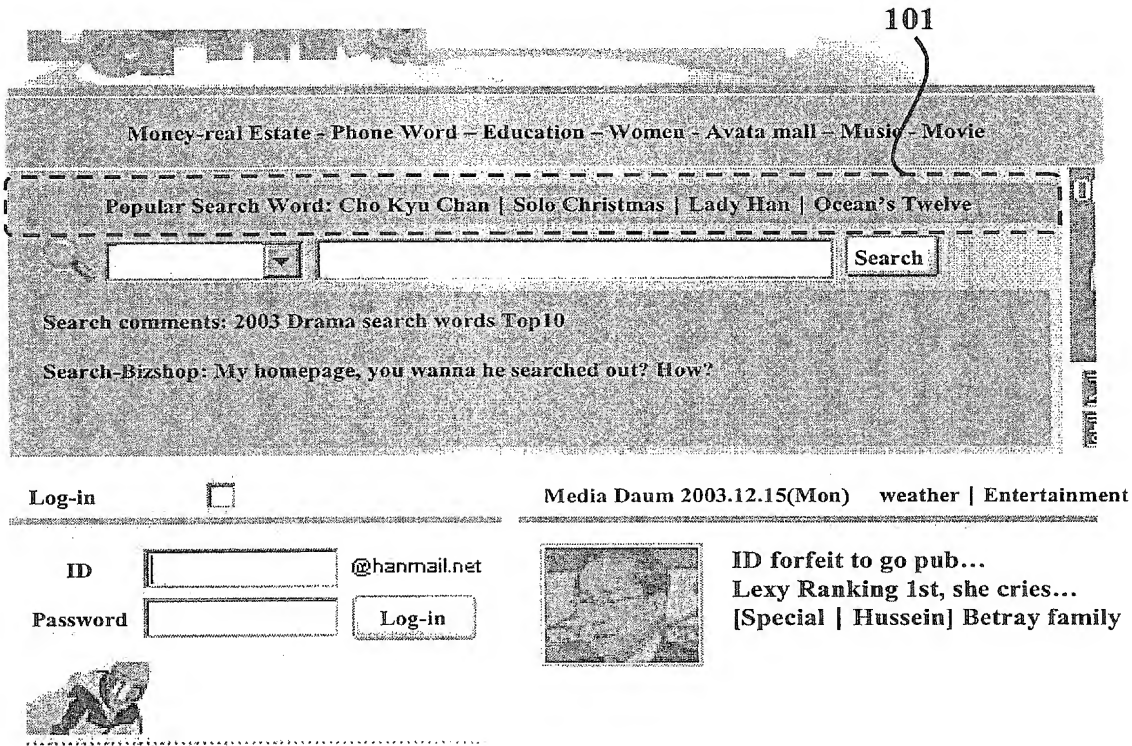 101
Money-real Estate - Phone Word – Education – Women - Avata mall – Music - Movie
Popular Search Word: Cho Kyu Chan | Solo Christmas | Lady Han | Ocean's Twelve
Search
Search comments: 2003 Drama search words Top10
Search-Bizshop: My homepage, you wanna he searched out? How?
Log-in
Media Daum 2003.12.15(Mon) weather | Entertainment
ID @hanmail.net
Password Log-in
ID forfeit to go pub...
Lexy Ranking 1st, she cries...
[Special | Hussein] Betray family